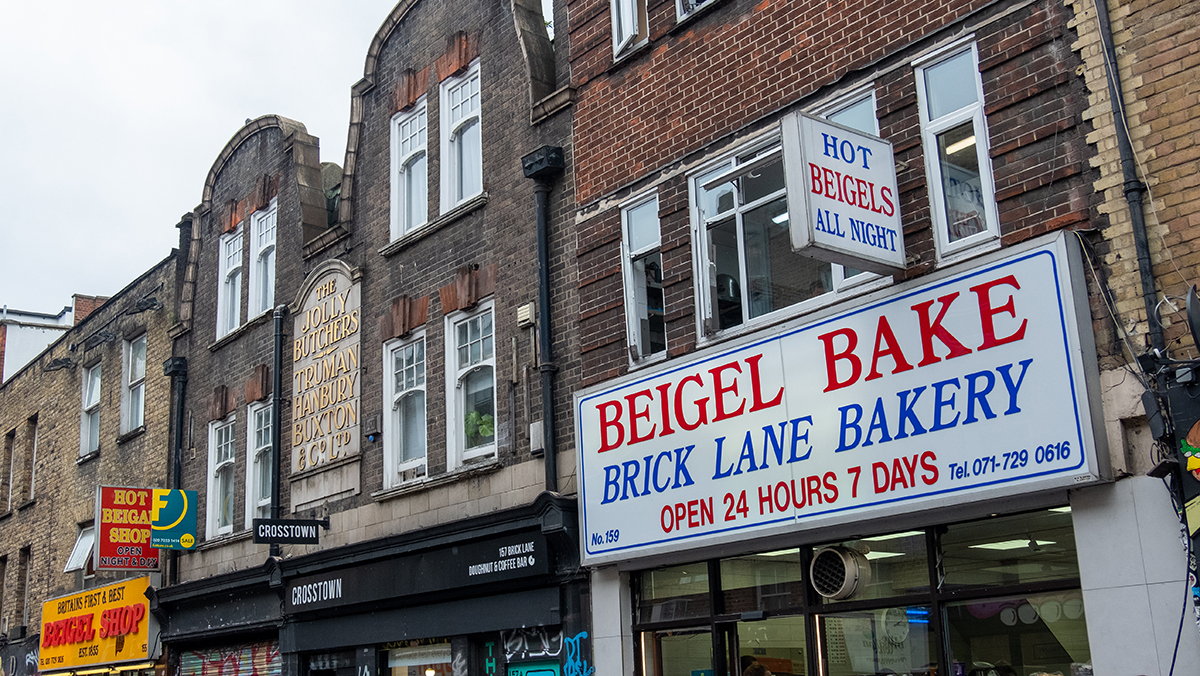 HOT
BEIGELS
ALL NIGHT
BEIGEL BAKE
BRICK LANE BAKERY
OPEN 24 HOURS 7 DAYS Tel. 071-729 0616
No. 159
THE
JOLLY
BUTCHERS
TRUMAN
HANBURY
BUXTON
& Co. LTD.
CROSSTOWN
CROSSTOWN
157 BRICK LANE
DOUGHNUT & COFFEE BAR
HOT
BEIGAL
SHOP
OPEN
NIGHT & DAY
F
SALE
BRITAINS FIRST & BEST
BEIGEL SHOP
EST. 1855
155